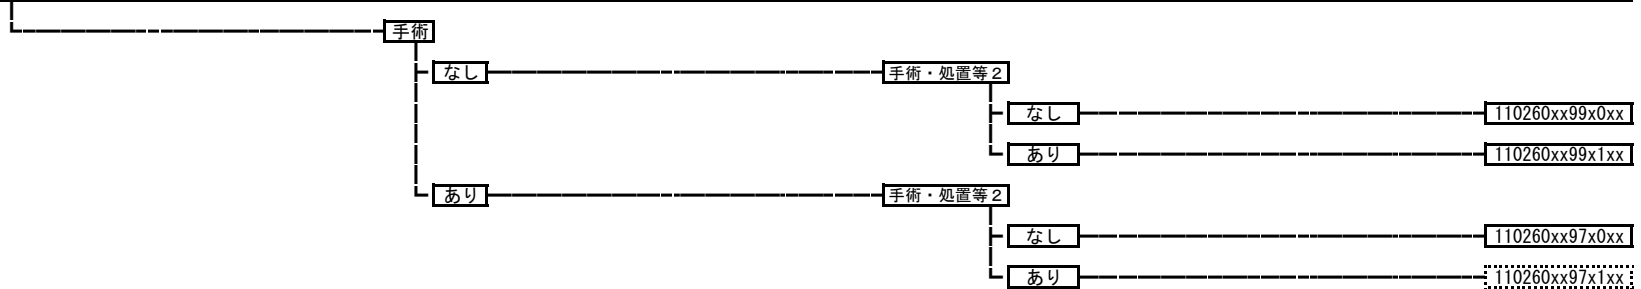 手術
なし 手術・処置等2
なし 110260xx99x0xx
あり 110260xx99x1xx
あり 手術・処置等2
なし 110260xx97x0xx
あり 110260xx97x1xx